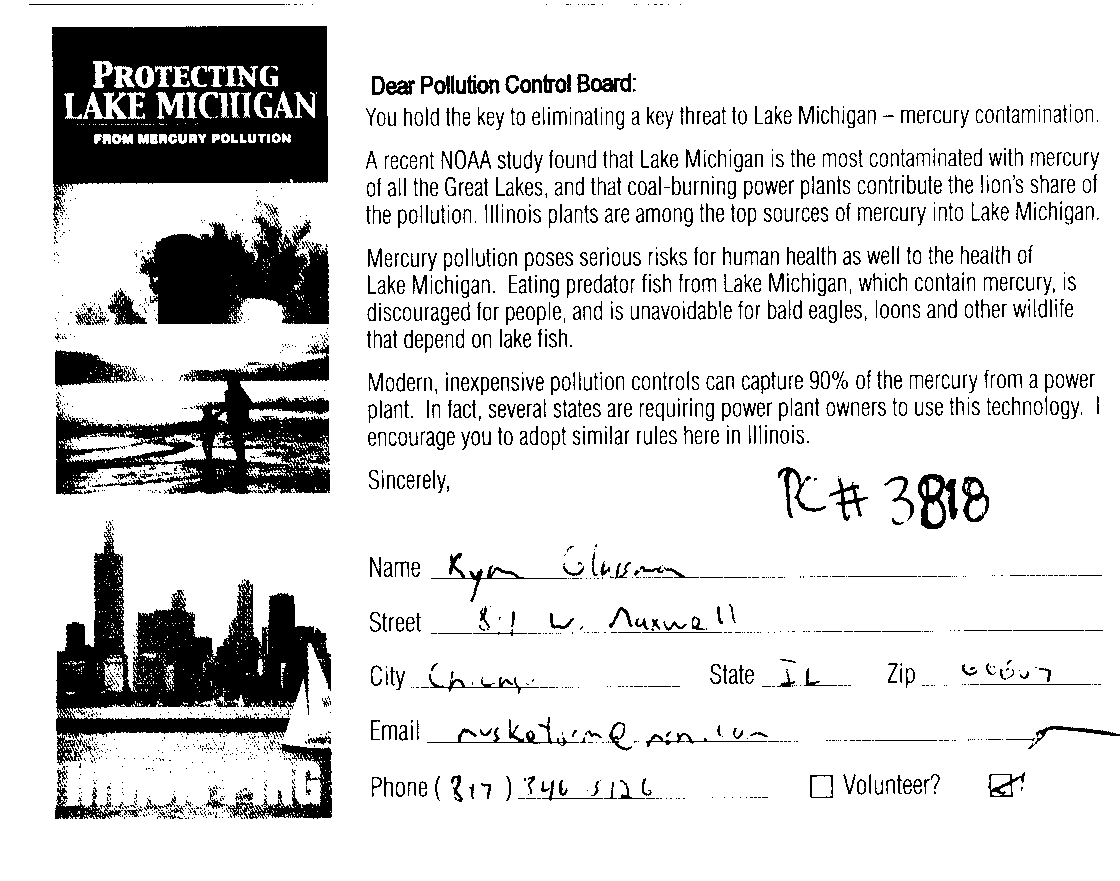 PROTECTING
LAKE MICHIGAN
FROM MERCURY POLLUTION
Dear Pollution Control Board:
You hold the key to eliminating a key threat to Lake Michigan – mercury contamination.
A recent NOAA study found that Lake Michigan is the most contaminated with mercury
of all the Great Lakes, and that coal-burning power plants contribute the lion's share of
the pollution. Illinois plants are among the top sources of mercury into Lake Michigan.
Mercury pollution poses serious risks for human health as well to the health of
Lake Michigan. Eating predator fish from Lake Michigan, which contain mercury, is
discouraged for people, and is unavoidable for bald eagles, loons and other wildlife
that depend on lake fish.
Modern, inexpensive pollution controls can capture 90% of the mercury from a power
plant. In fact, several states are requiring power plant owners to use this technology. I
encourage you to adopt similar rules here in Illinois.
Sincerely,
PC# 3818
Name Ryan
Street W. Maxwell
City State IL Zip
Email
Phone
Volunteer?